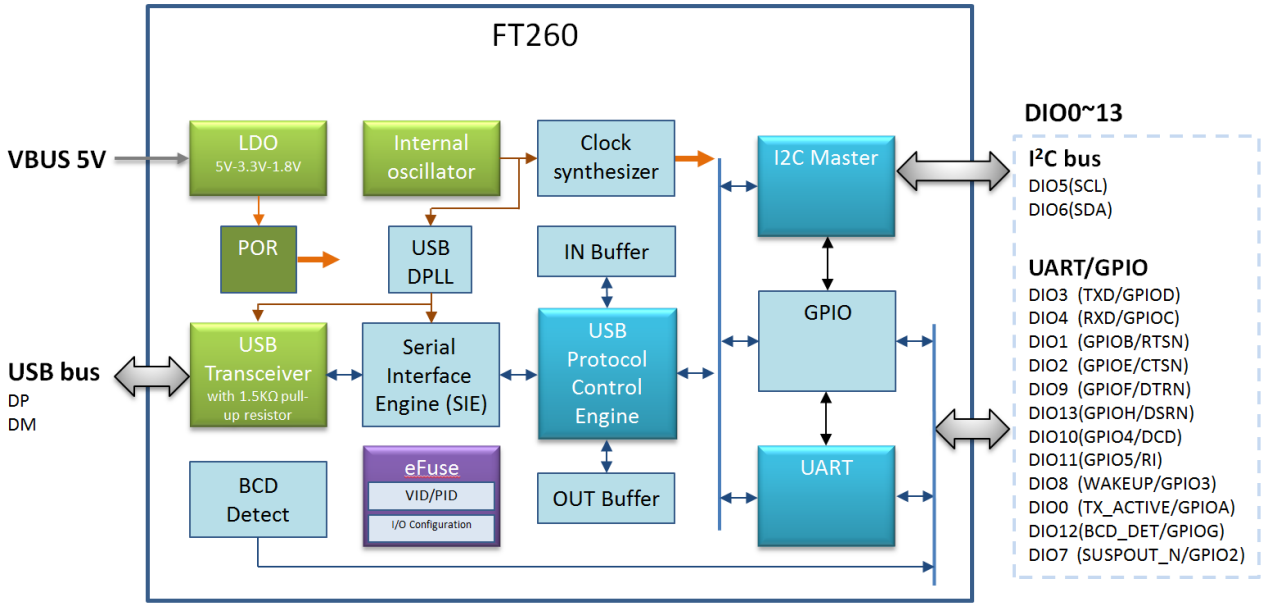 FT260
VBUS 5V
LDO
5V-3.3V-1.8V
Internal
oscillator
Clock
synthesizer
I2C Master
POR
USB
DPLL
IN Buffer
GPIO
USB bus
DP
DM
USB
Transceiver
with 1.5KΩ pull-
up resistor
Serial
Interface
Engine (SIE)
USB
Protocol
Control
Engine
BCD
Detect
eFuse
VID/PID
I/O Configuration
OUT Buffer
UART
DIO0~13
I²C bus
DIO5(SCL)
DIO6(SDA)
UART/GPIO
DIO3 (TXD/GPIOD)
DIO4 (RXD/GPIOC)
DIO1 (GPIOB/RTSN)
DIO2 (GPIOE/CTSN)
DIO9 (GPIOF/DTRN)
DIO13(GPIOH/DSRN)
DIO10(GPIO4/DCD)
DIO11(GPIO5/RI)
DIO8 (WAKEUP/GPIO3)
DIO0 (TX_ACTIVE/GPIOA)
DIO12(BCD_DET/GPIOG)
DIO7 (SUSPOUT_N/GPIO2)